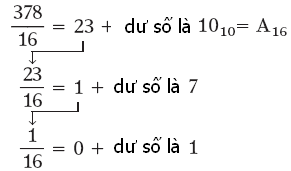 378/16 = 23 + dư số là 10₁₀= A₁₆
23/16 = 1 + dư số là 7
1/16 = 0 + dư số là 1